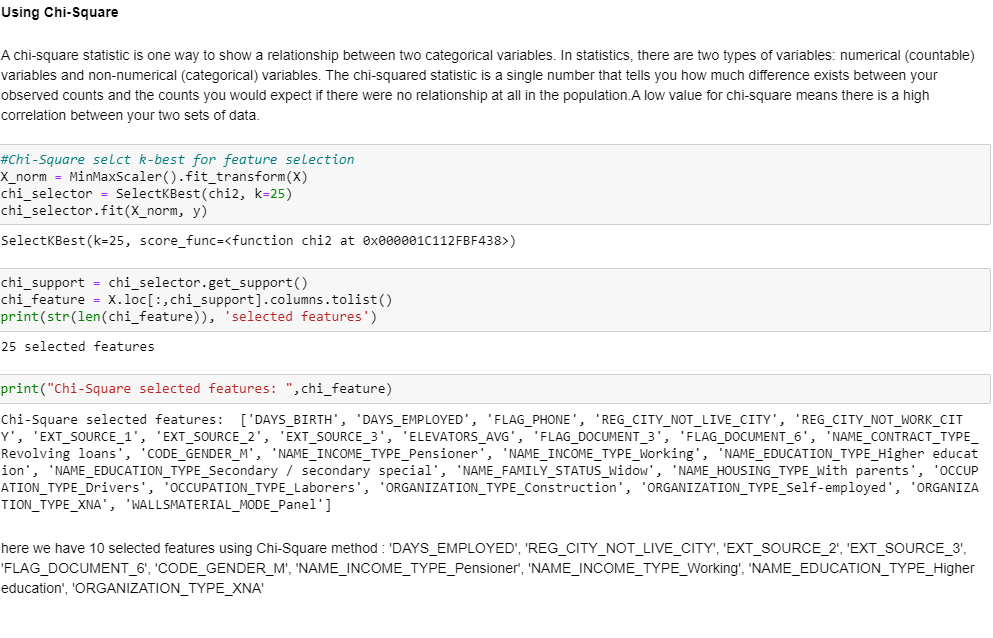 Using Chi-Square
A chi-square statistic is one way to show a relationship between two categorical variables. In statistics, there are two types of variables: numerical (countable)
variables and non-numerical (categorical) variables. The chi-squared statistic is a single number that tells you how much difference exists between your
observed counts and the counts you would expect if there were no relationship at all in the population.A low value for chi-square means there is a high
correlation between your two sets of data.
#Chi-Square selct k-best for feature selection
X_norm = MinMaxScaler().fit_transform(X)
chi_selector = SelectKBest(chi2, k=25)
chi_selector.fit(X_norm, y)
SelectKBest(k=25, score_func=<function chi2 at 0x000001C112FBF438>)
chi_support = chi_selector.get_support()
chi_feature = X.loc[:,chi_support].columns.tolist()
print(str(len(chi_feature)), 'selected features')
25 selected features
print("Chi-Square selected features: ",chi_feature)
Chi-Square selected features:  ['DAYS_BIRTH', 'DAYS_EMPLOYED', 'FLAG_PHONE', 'REG_CITY_NOT_LIVE_CITY', 'REG_CITY_NOT_WORK_CIT
Y', 'EXT_SOURCE_1', 'EXT_SOURCE_2', 'EXT_SOURCE_3', 'ELEVATORS_AVG', 'FLAG_DOCUMENT_3', 'FLAG_DOCUMENT_6', 'NAME_CONTRACT_TYPE_
Revolving loans', 'CODE_GENDER_M', 'NAME_INCOME_TYPE_Pensioner', 'NAME_INCOME_TYPE_Working', 'NAME_EDUCATION_TYPE_Higher educat
ion', 'NAME_EDUCATION_TYPE_Secondary / secondary special', 'NAME_FAMILY_STATUS_Widow', 'NAME_HOUSING_TYPE_With parents', 'OCCUP
ATION_TYPE_Drivers', 'OCCUPATION_TYPE_Laborers', 'ORGANIZATION_TYPE_Construction', 'ORGANIZATION_TYPE_Self-employed', 'ORGANIZA
TION_TYPE_XNA', 'WALLSMATERIAL_MODE_Panel']
here we have 10 selected features using Chi-Square method : 'DAYS_EMPLOYED', 'REG_CITY_NOT_LIVE_CITY', 'EXT_SOURCE_2', 'EXT_SOURCE_3',
'FLAG_DOCUMENT_6', 'CODE_GENDER_M', 'NAME_INCOME_TYPE_Pensioner', 'NAME_INCOME_TYPE_Working', 'NAME_EDUCATION_TYPE_Higher
education', 'ORGANIZATION_TYPE_XNA'